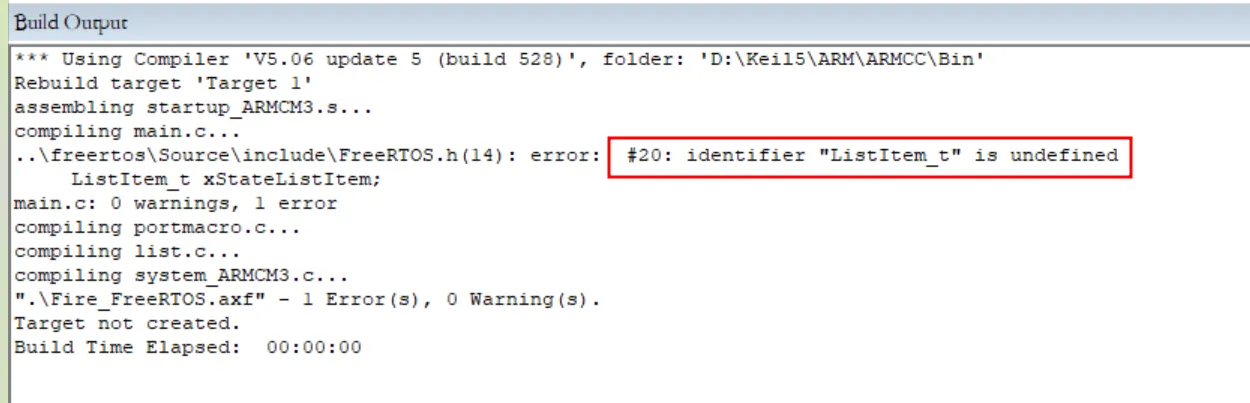 Build Output
*** Using Compiler 'V5.06 update 5 (build 528)', folder: 'D:\Keil5\ARM\ARMCC\Bin'
Rebuild target 'Target 1'
assembling startup_ARMCM3.s...
compiling main.c...
..\freertos\Source\include\FreeRTOS.h(14): error:  #20: identifier "ListItem_t" is undefined
      ListItem_t xStateListItem;
main.c: 0 warnings, 1 error
compiling portmacro.c...
compiling list.c...
compiling system_ARMCM3.c...
".\Fire_FreeRTOS.axf" - 1 Error(s), 0 Warning(s).
Target not created.
Build Time Elapsed:  00:00:00